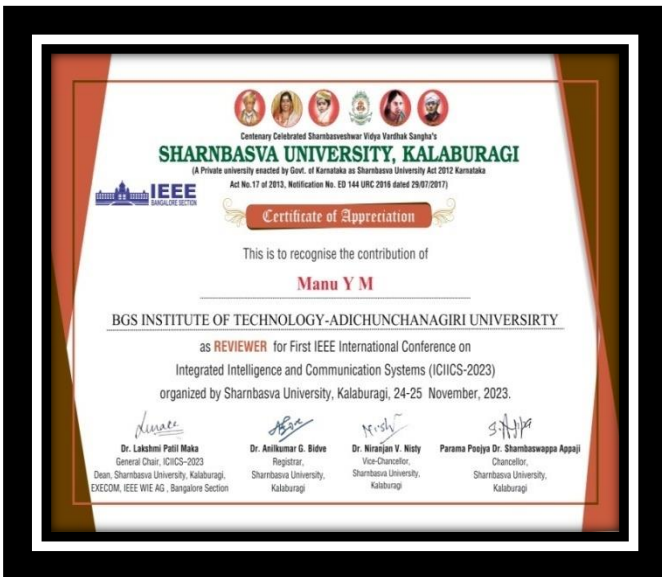 Centenary Celebrated Sharnbasveshwar Vidya Vardhak Sangha's
SHARNBASVA UNIVERSITY, KALABURAGI
(A Private university enacted by Govt. of Karnataka as Sharnbasva University Act 2012 Karnataka
Act No.17 of 2013, Notification No. ED 144 URC 2016 dated 29/07/2017)
IEEE
BANGALORE SECTION
Certificate of Appreciation
This is to recognise the contribution of
Manu Y M
BGS INSTITUTE OF TECHNOLOGY-ADICHUNCHANAGIRI UNIVERSIRTY
as REVIEWER for First IEEE International Conference on
Integrated Intelligence and Communication Systems (ICIICS-2023)
organized by Sharnbasva University, Kalaburagi, 24-25 November, 2023.
Dr. Lakshmi Patil Maka
General Chair, ICIICS-2023
Dean, Sharnbasva University, Kalaburagi,
EXECOM, IEEE WIE AG , Bangalore Section
Dr. Anilkumar G. Bidve
Registrar,
Sharnbasva University,
Kalaburagi
Dr. Niranjan V. Nisty
Vice-Chancellor,
Sharnbasva University,
Kalaburagi
Parama Poojya Dr. Sharnbaswappa Appaji
Chancellor,
Sharnbasva University,
Kalaburagi